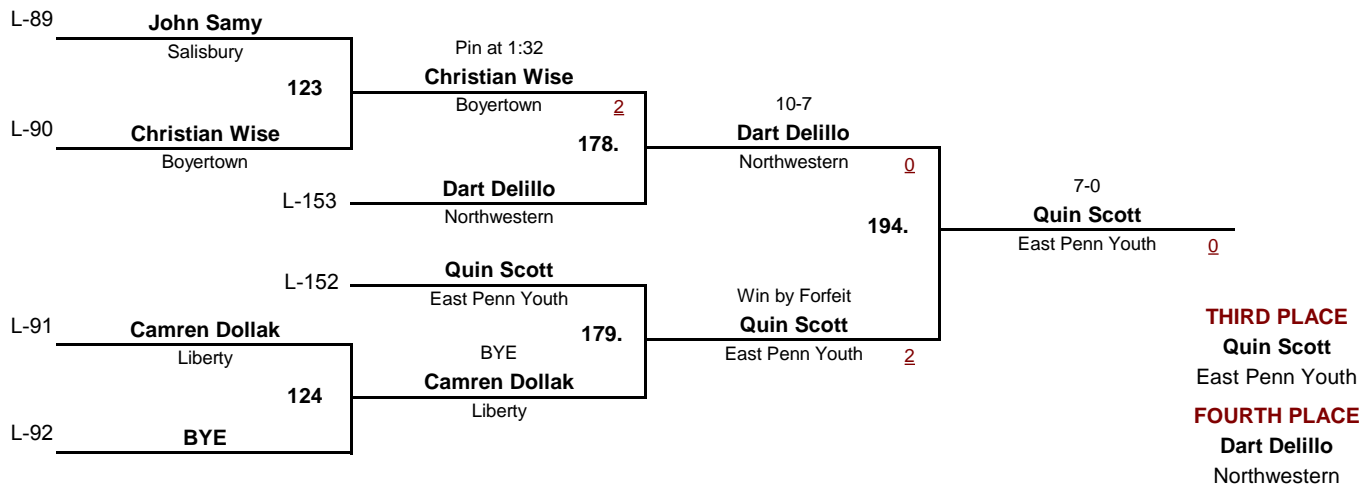 L-89
John Samy
Salisbury
123
Pin at 1:32
Christian Wise
Boyertown
2
L-90
Christian Wise
Boyertown
178.
10-7
Dart Delillo
Northwestern
0
L-153
Dart Delillo
Northwestern
194.
7-0
Quin Scott
East Penn Youth
0
L-152
Quin Scott
East Penn Youth
179.
Win by Forfeit
Quin Scott
East Penn Youth
2
L-91
Camren Dollak
Liberty
124
BYE
Camren Dollak
Liberty
L-92
BYE
THIRD PLACE
Quin Scott
East Penn Youth
FOURTH PLACE
Dart Delillo
Northwestern